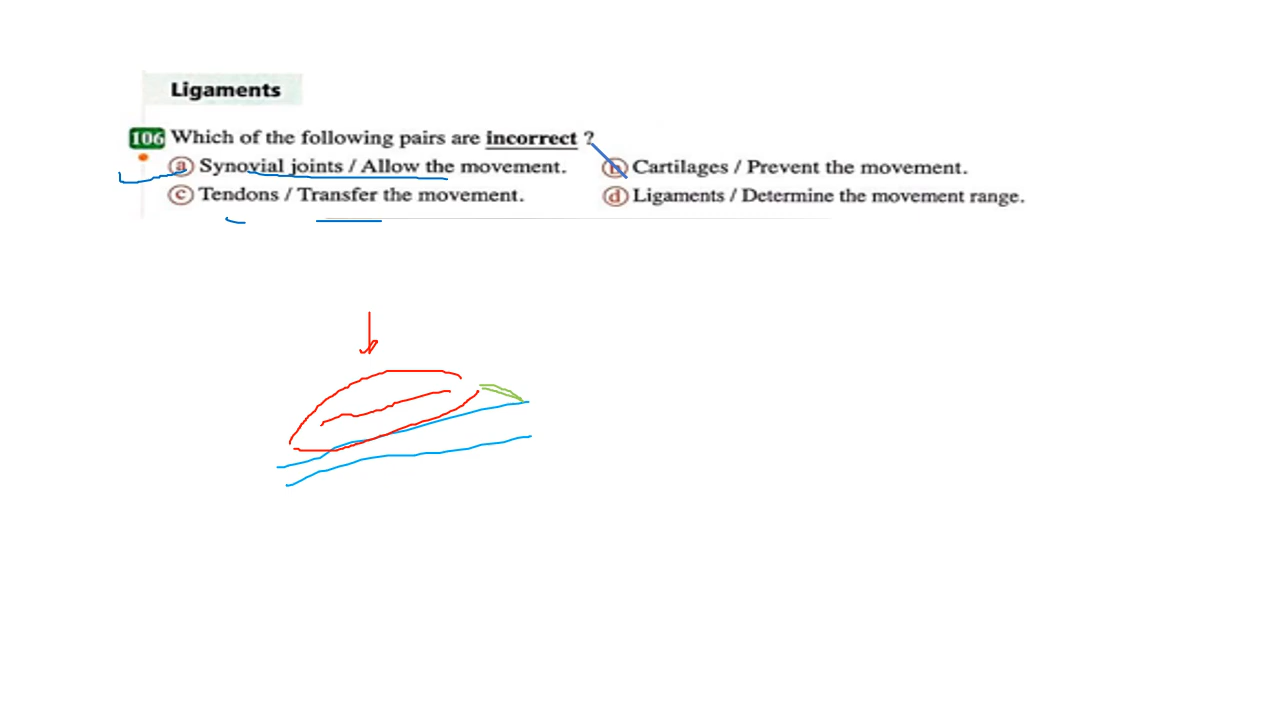 Ligaments
106 Which of the following pairs are incorrect ?
a Synovial joints / Allow the movement. b Cartilages / Prevent the movement.
c Tendons / Transfer the movement. d Ligaments / Determine the movement range.